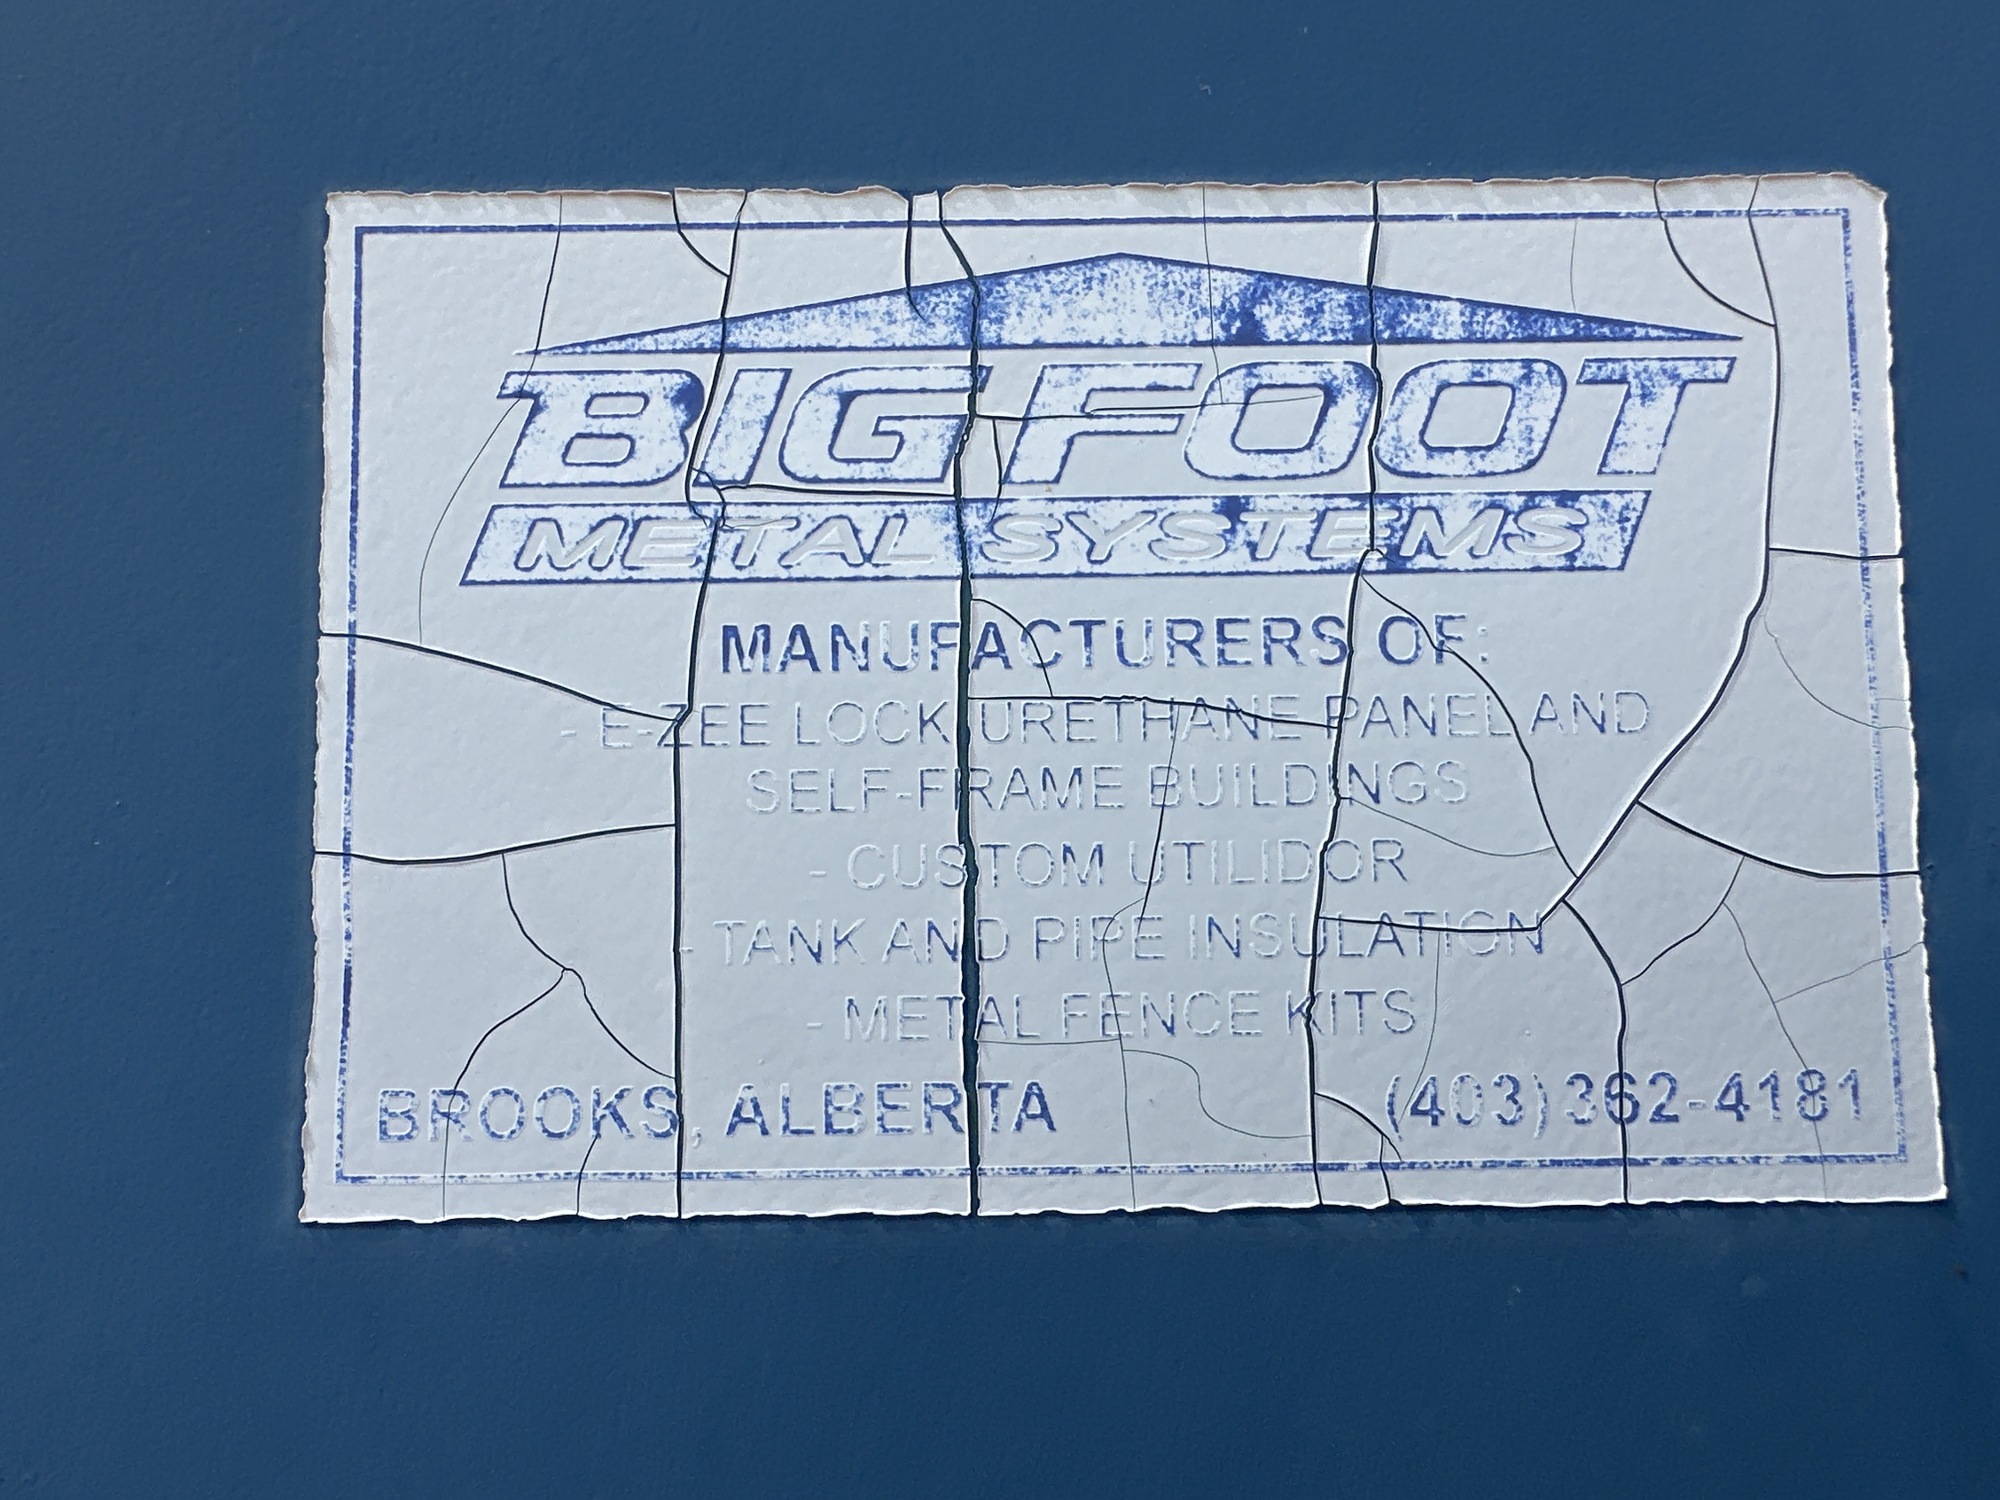 BIGFOOT
METAL SYSTEMS
MANUFACTURERS OF:
- E-ZEE LOCK URETHANE PANEL AND
SELF-FRAME BUILDINGS
- CUSTOM UTILIDOR
- TANK AND PIPE INSULATION
- METAL FENCE KITS
BROOKS, ALBERTA (403) 362-4181